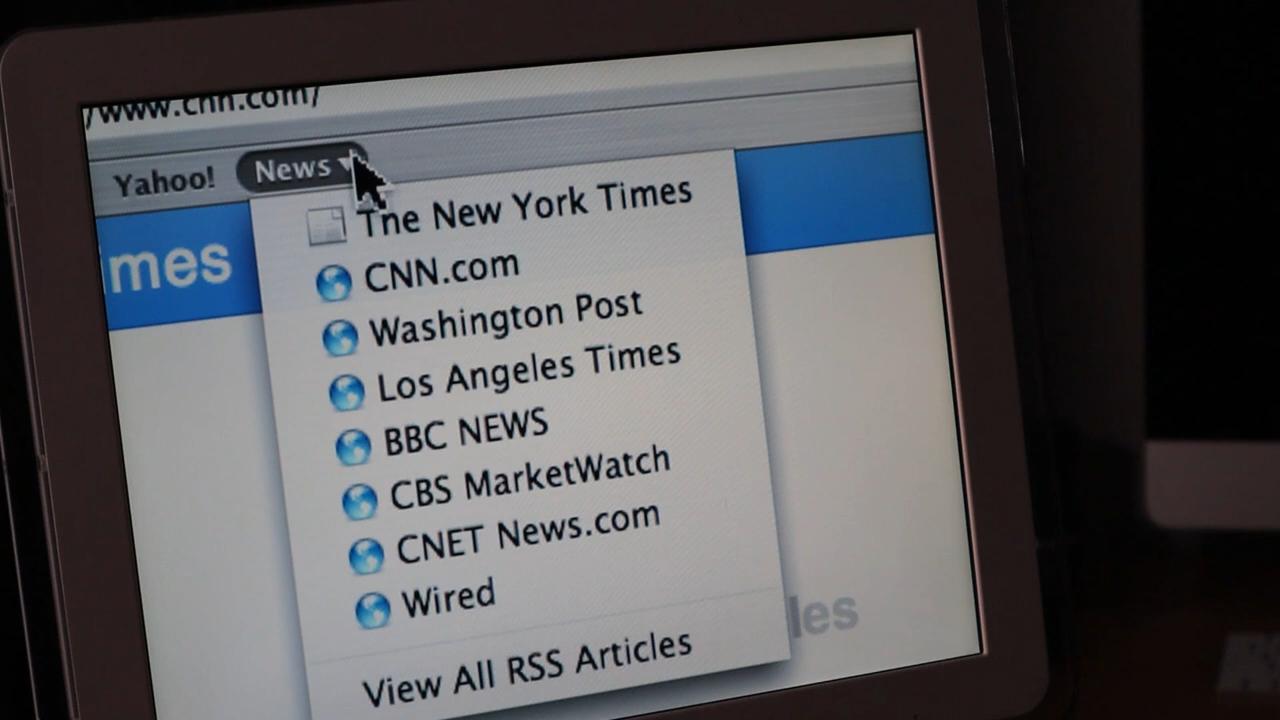 /www.cnn.com/
Yahoo! News
mes
The New York Times
CNN.com
Washington Post
Los Angeles Times
BBC NEWS
CBS MarketWatch
CNET News.com
Wired
les
View All RSS Articles